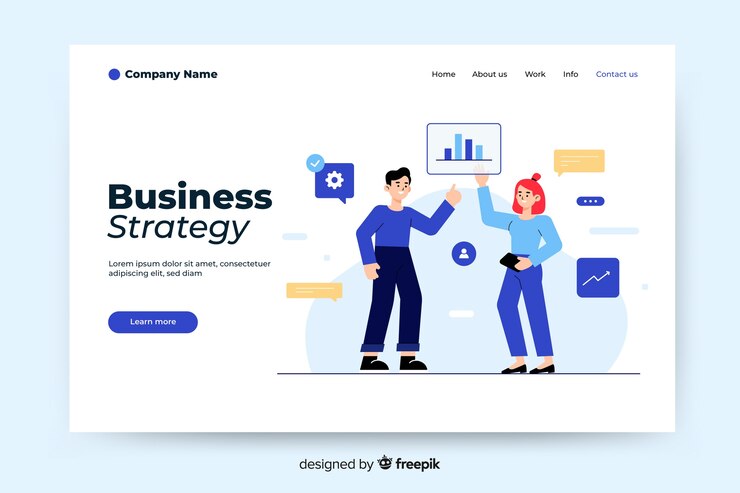 Company Name
Home About us Work Info Contact us
Business
Strategy
Lorem ipsum dolor sit amet, consectetuer
adipiscing elit, sed diam
Learn more
designed by freepik